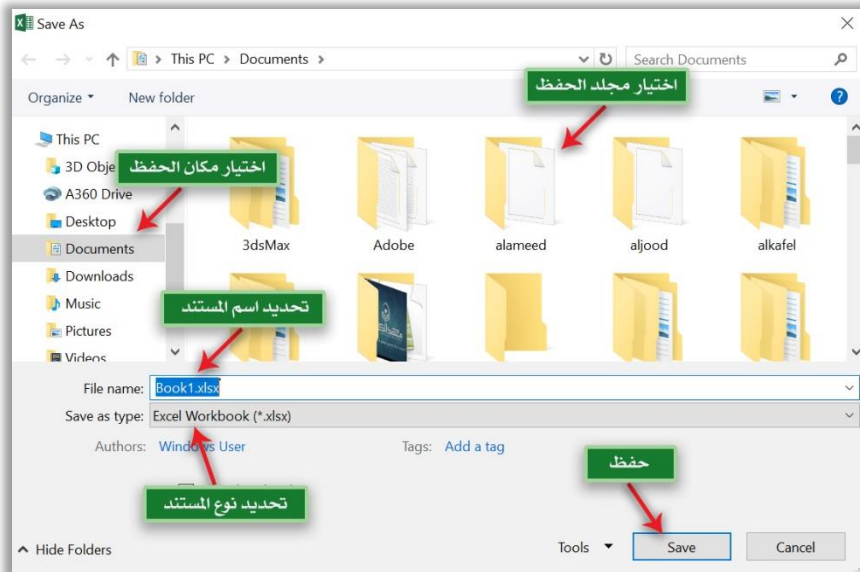 Save As
This PC > Documents >
Search Documents
Organize
New folder
اختيار مجلد الحفظ
This PC
3D Obje
اختيار مكان الحفظ
A360 Drive
Desktop
Documents
Downloads
Music
Pictures
Videos
3dsMax
Adobe
alameed
aljood
alkafel
تحديد اسم المستند
File name: Book1.xlsx
Save as type: Excel Workbook (*.xlsx)
Authors: Windows User
Tags: Add a tag
حفظ
تحديد نوع المستند
Hide Folders
Tools
Save
Cancel